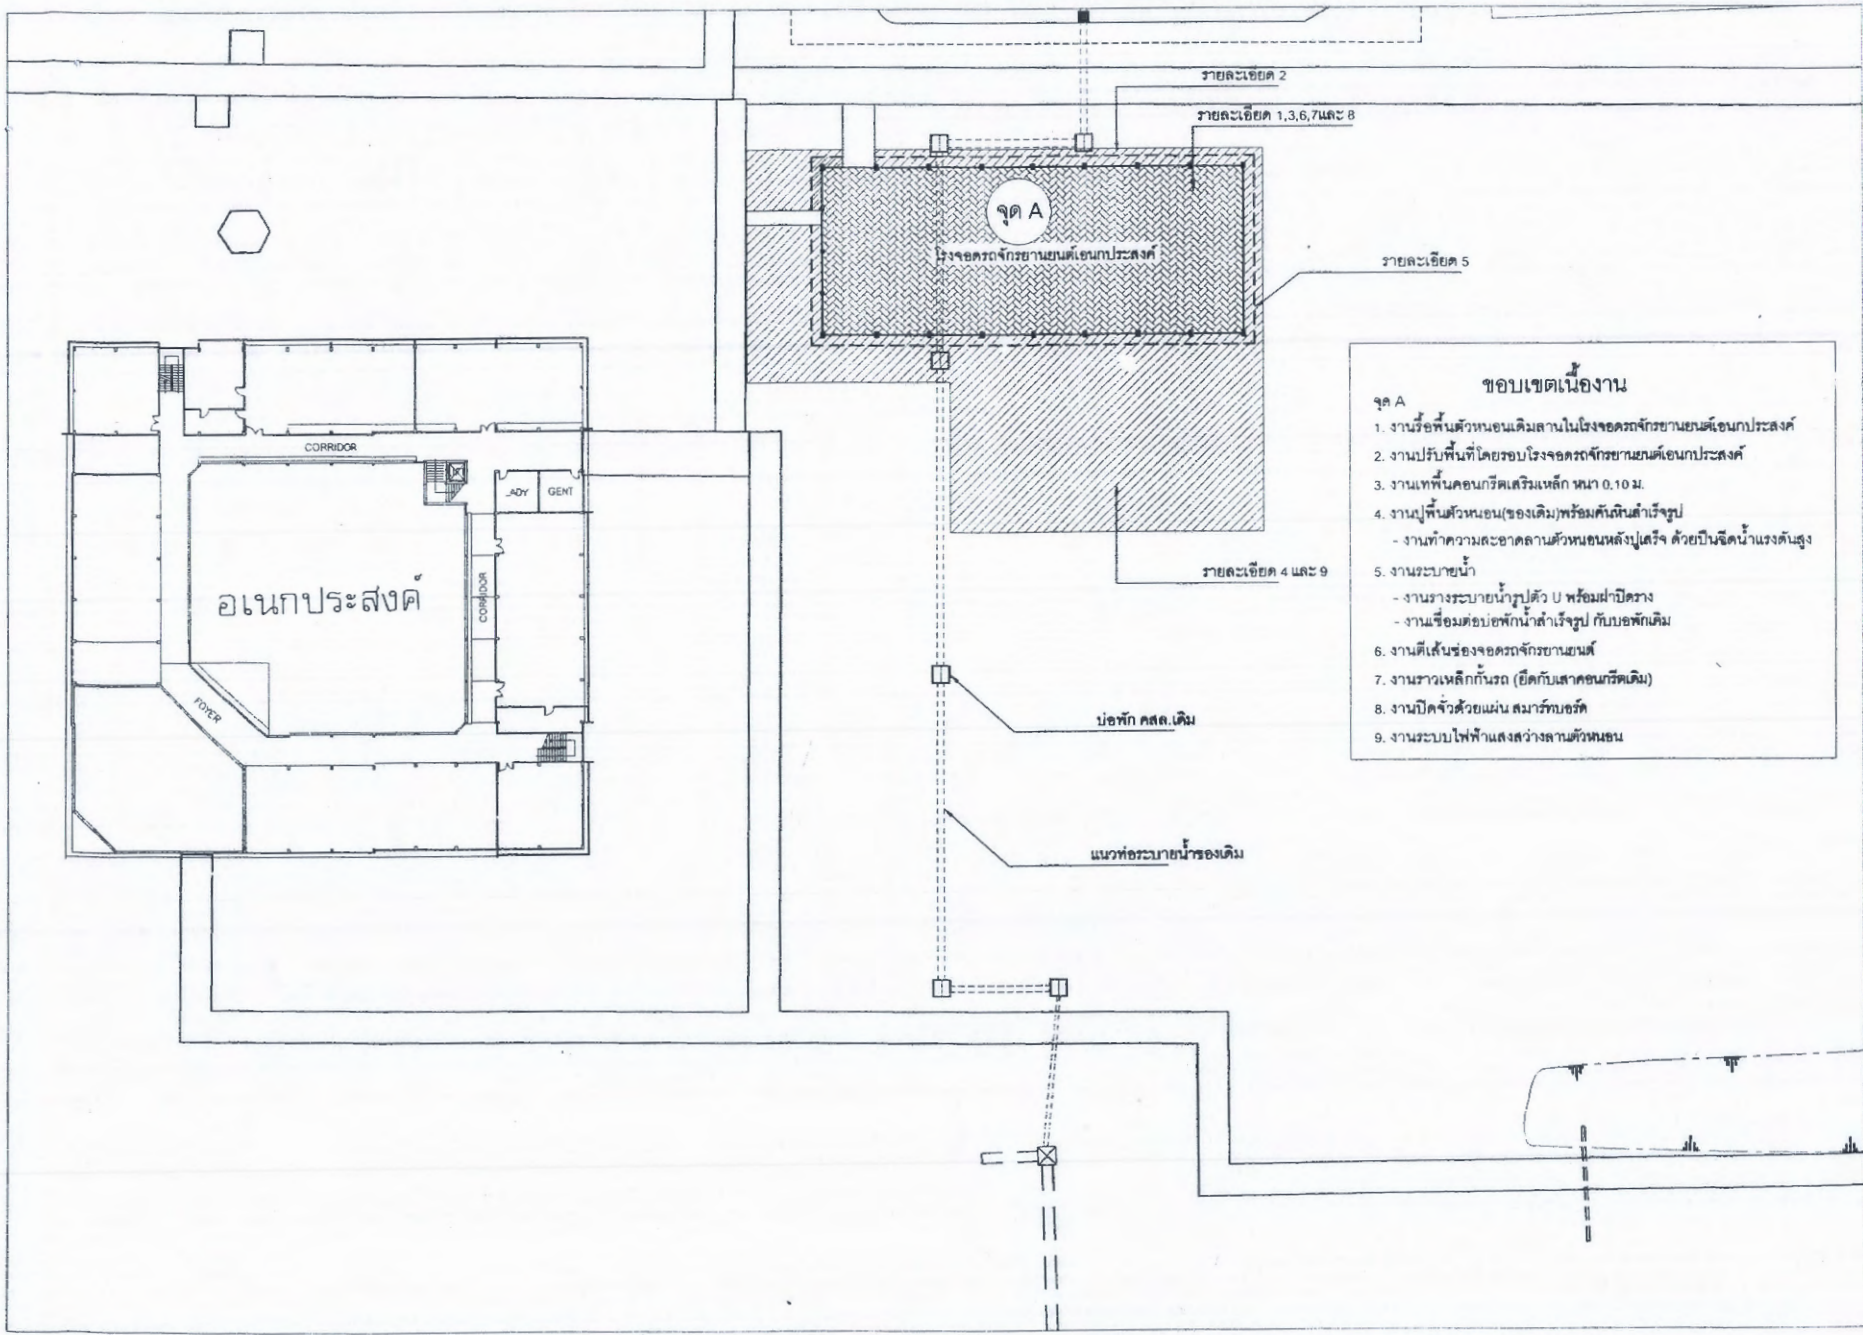 รายละเอียด 2
รายละเอียด 1,3,6,7และ 8
จุด A
โรงจอดรถจักรยานยนต์เอนกประสงค์
รายละเอียด 5
ขอบเขตเนื้องาน
จุด A
1. งานรื้อพื้นตัวหนอนเดิมลานในโรงจอดรถจักรยานยนต์เอนกประสงค์
2. งานปรับพื้นที่โดยรอบโรงจอดรถจักรยานยนต์เอนกประสงค์
3. งานเทพื้นคอนกรีตเสริมเหล็ก หนา 0.10 ม.
4. งานปูพื้นตัวหนอน(ของเดิม)พร้อมคันหินสำเร็จรูป
- งานทำความสะอาดลานตัวหนอนหลังปูเสร็จ ด้วยปืนฉีดน้ำแรงดันสูง
5. งานระบายน้ำ
- งานรางระบายน้ำรูปตัว U พร้อมฝาปิดราง
- งานเชื่อมต่อบ่อพักน้ำสำเร็จรูป กับบอพักเดิม
6. งานตีเส้นช่องจอดรถจักรยานยนต์
7. งานราวเหล็กกั้นรถ (ยึดกับเสาคอนกรีตเดิม)
8. งานปิดจั่วด้วยแผ่น สมาร์ทบอร์ด
9. งานระบบไฟฟ้าแสงสว่างลานตัวหนอน
รายละเอียด 4 และ 9
CORRIDOR
LADY
GENT
อเนกประสงค์
CORRIDOR
FOYER
บ่อพัก คสล.เดิม
แนวท่อระบายน้ำของเดิม